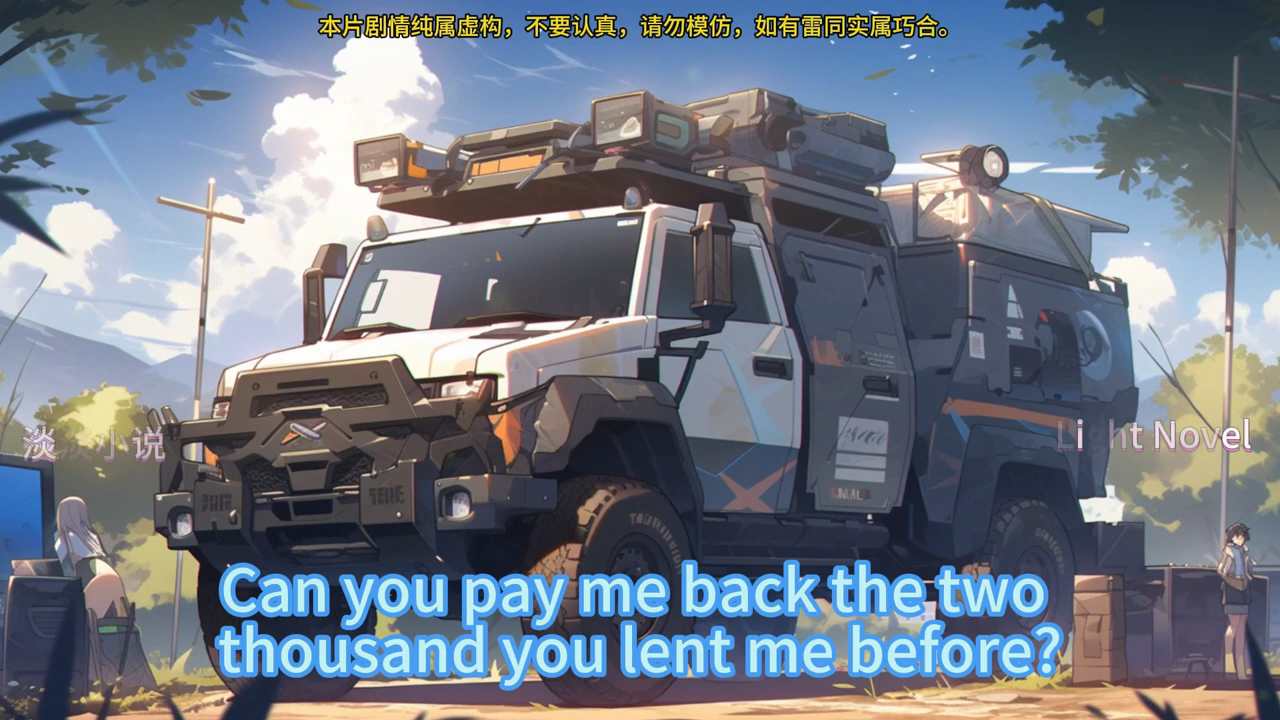 本片剧情纯属虚构，不要认真，请勿模仿，如有雷同实属巧合。
淡淡小说
Light Novel
Can you pay me back the two
thousand you lent me before?